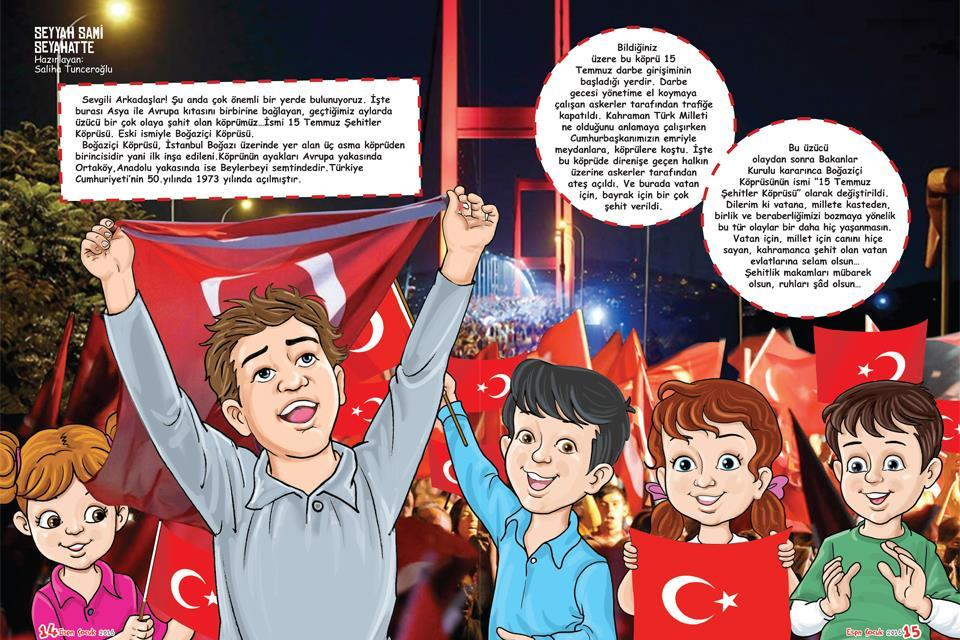 SEYYAH SAMİ
SEYAHATTE
Hazırlayan:
Saliha Tunceroğlu
Sevgili Arkadaşlar! Şu anda çok önemli bir yerde bulunuyoruz. İşte
burası Asya ile Avrupa kıtasını birbirine bağlayan, geçtiğimiz aylarda
üzücü bir çok olaya şahit olan köprümüz...İsmi 15 Temmuz Şehitler
Köprüsü. Eski ismiyle Boğaziçi Köprüsü.
Boğaziçi Köprüsü, İstanbul Boğazı üzerinde yer alan üç asma köprüden
birincisidir yani ilk inşa edileni.Köprünün ayakları Avrupa yakasında
Ortaköy,Anadolu yakasında ise Beylerbeyi semtindedir.Türkiye
Cumhuriyeti'nin 50.yılında 1973 yılında açılmıştır.
Bildiğiniz
üzere bu köprü 15
Temmuz darbe girişiminin
başladığı yerdir. Darbe
gecesi yönetime el koymaya
çalışan askerler tarafından trafiğe
kapatıldı. Kahraman Türk Milleti
ne olduğunu anlamaya çalışırken
Cumhurbaşkanımızın emriyle
meydanlara, köprülere koştu. İşte
bu köprüde direnişe geçen halkın
üzerine askerler tarafından
ateş açıldı. Ve burada vatan
için, bayrak için bir çok
şehit verildi.
Bu üzücü
olaydan sonra Bakanlar
Kurulu kararınca Boğaziçi
Köprüsünün ismi "15 Temmuz
Şehitler Köprüsü" olarak değiştirildi.
Dilerim ki vatana, millete kasteden,
birlik ve beraberliğimizi bozmaya yönelik
bu tür olaylar bir daha hiç yaşanmasın.
Vatan için, millet için canını hiçe
sayan, kahramanca şehit olan vatan
evlatlarına selam olsun...
Şehitlik makamları mübarek
olsun, ruhları şâd olsun...
14 Esen Çocuk 2016
Esen Çocuk 2016 15